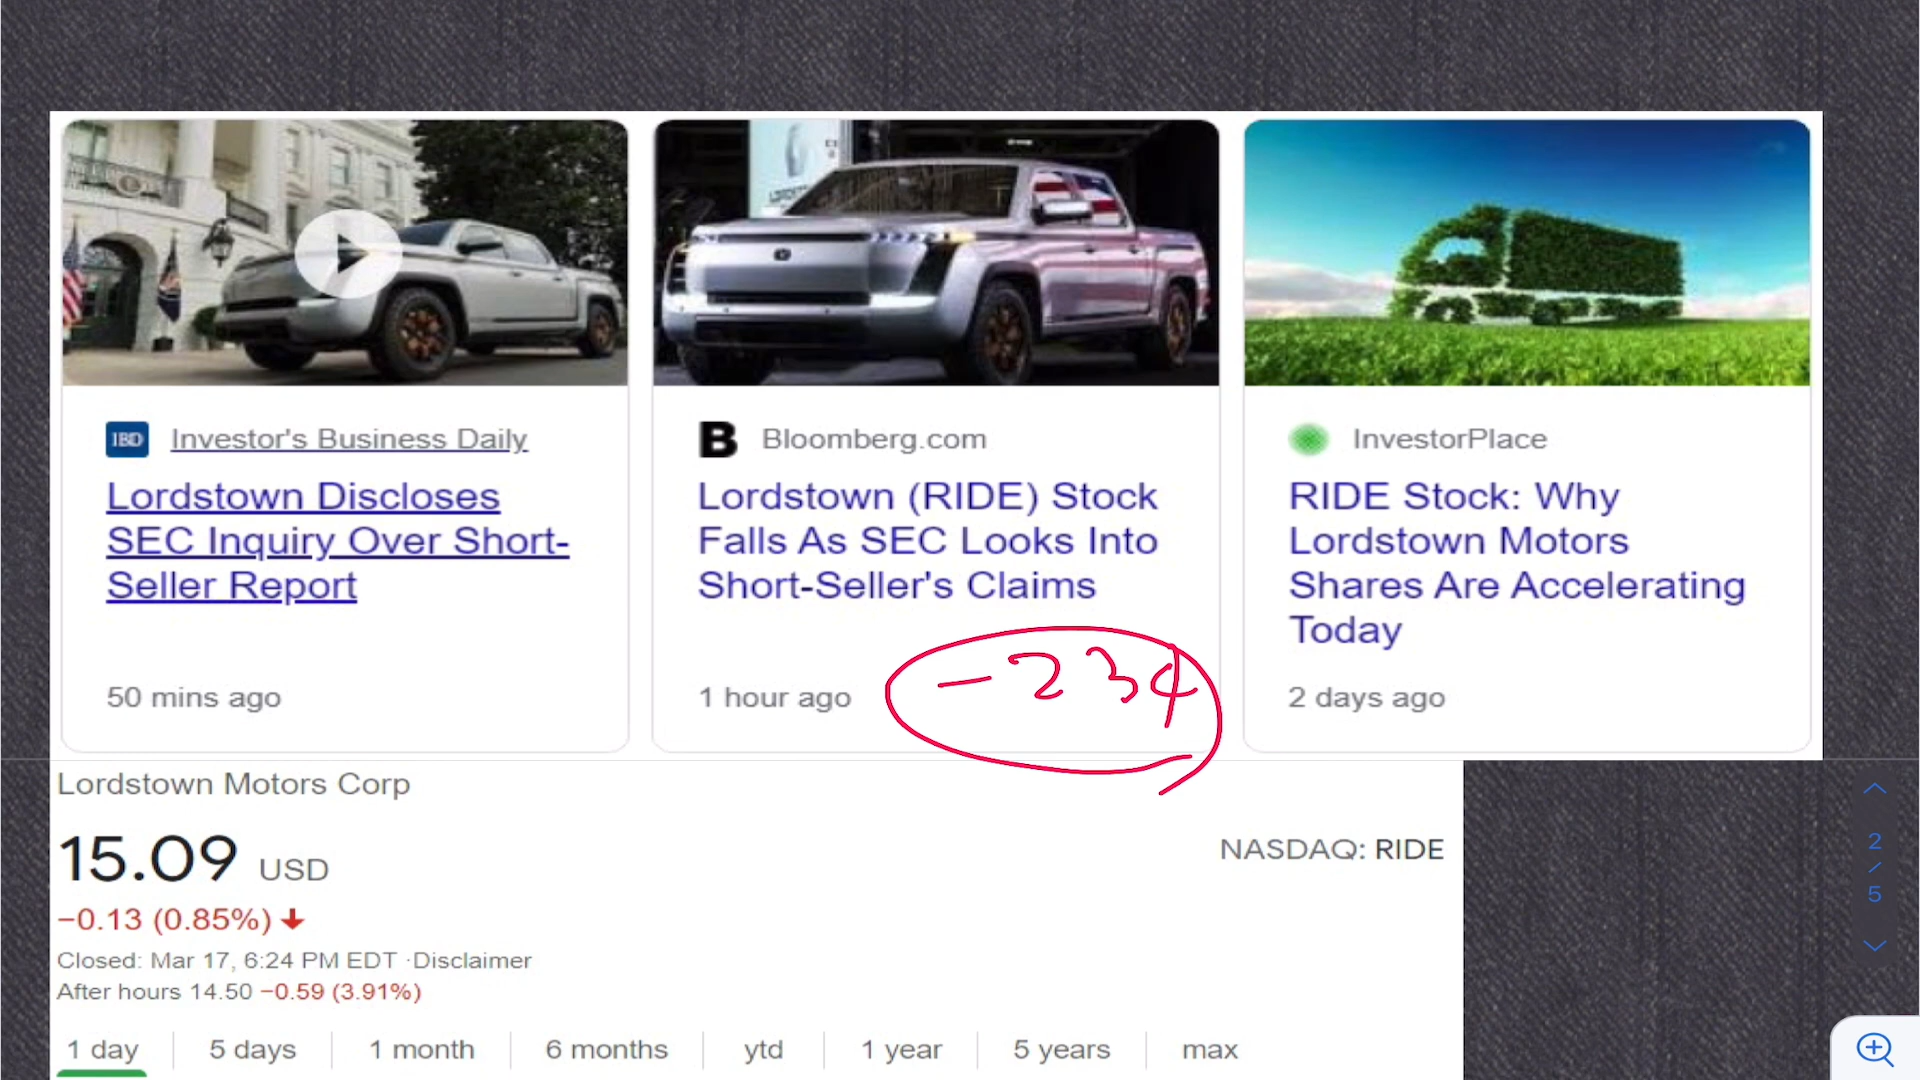 IBD Investor's Business Daily
Lordstown Discloses
SEC Inquiry Over Short-
Seller Report
50 mins ago
B Bloomberg.com
Lordstown (RIDE) Stock
Falls As SEC Looks Into
Short-Seller's Claims
1 hour ago
InvestorPlace
RIDE Stock: Why
Lordstown Motors
Shares Are Accelerating
Today
2 days ago
Lordstown Motors Corp
15.09 USD
NASDAQ: RIDE
−0.13 (0.85%)
Closed: Mar 17, 6:24 PM EDT ·Disclaimer
After hours 14.50 −0.59 (3.91%)
1 day 5 days 1 month 6 months ytd 1 year 5 years max
2
/
5